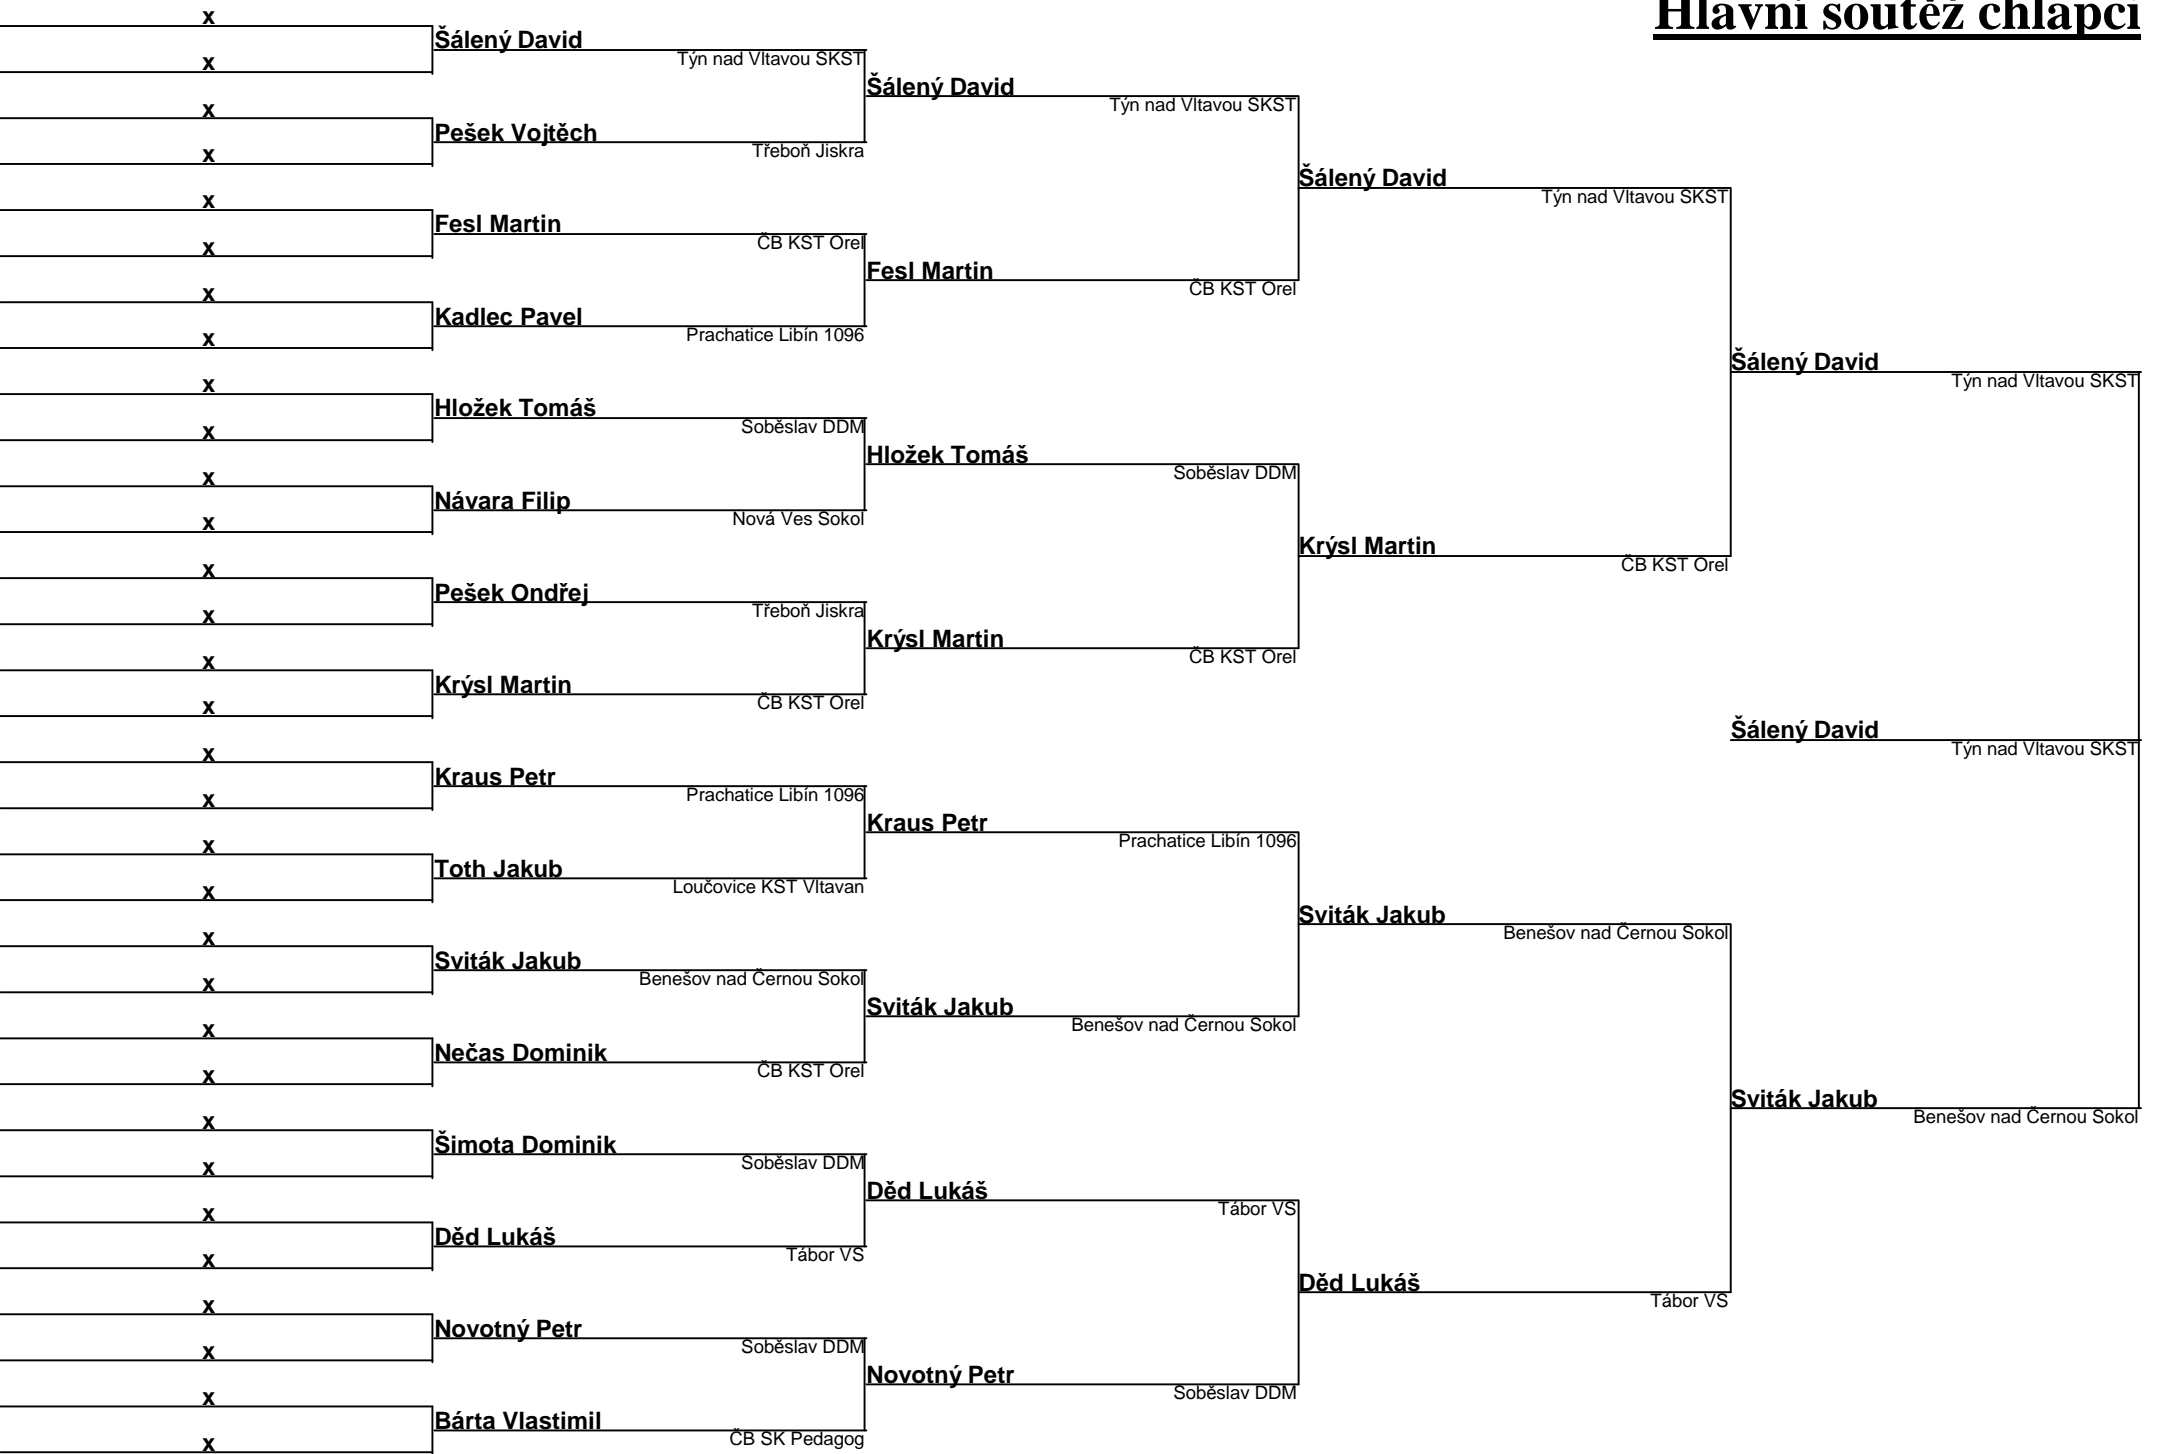 Hlavní soutěž chlapci
x
Šálený David
Týn nad Vltavou SKST
x
Šálený David
Týn nad Vltavou SKST
x
Pešek Vojtěch
Třeboň Jiskra
x
Šálený David
Týn nad Vltavou SKST
x
Fesl Martin
ČB KST Orel
x
Fesl Martin
ČB KST Orel
x
Kadlec Pavel
Prachatice Libín 1096
x
Šálený David
Týn nad Vltavou SKST
x
Hložek Tomáš
Soběslav DDM
x
Hložek Tomáš
Soběslav DDM
x
Návara Filip
Nová Ves Sokol
x
Krýsl Martin
ČB KST Orel
x
Pešek Ondřej
Třeboň Jiskra
x
Krýsl Martin
ČB KST Orel
x
Krýsl Martin
ČB KST Orel
x
Šálený David
Týn nad Vltavou SKST
x
Kraus Petr
Prachatice Libín 1096
x
Kraus Petr
Prachatice Libín 1096
x
Toth Jakub
Loučovice KST Vltavan
x
Sviták Jakub
Benešov nad Černou Sokol
x
Sviták Jakub
Benešov nad Černou Sokol
x
Sviták Jakub
Benešov nad Černou Sokol
x
Nečas Dominik
ČB KST Orel
x
Sviták Jakub
Benešov nad Černou Sokol
x
Šimota Dominik
Soběslav DDM
x
Děd Lukáš
Tábor VS
x
Děd Lukáš
Tábor VS
x
Děd Lukáš
Tábor VS
x
Novotný Petr
Soběslav DDM
x
Novotný Petr
Soběslav DDM
x
Bárta Vlastimil
ČB SK Pedagog
x